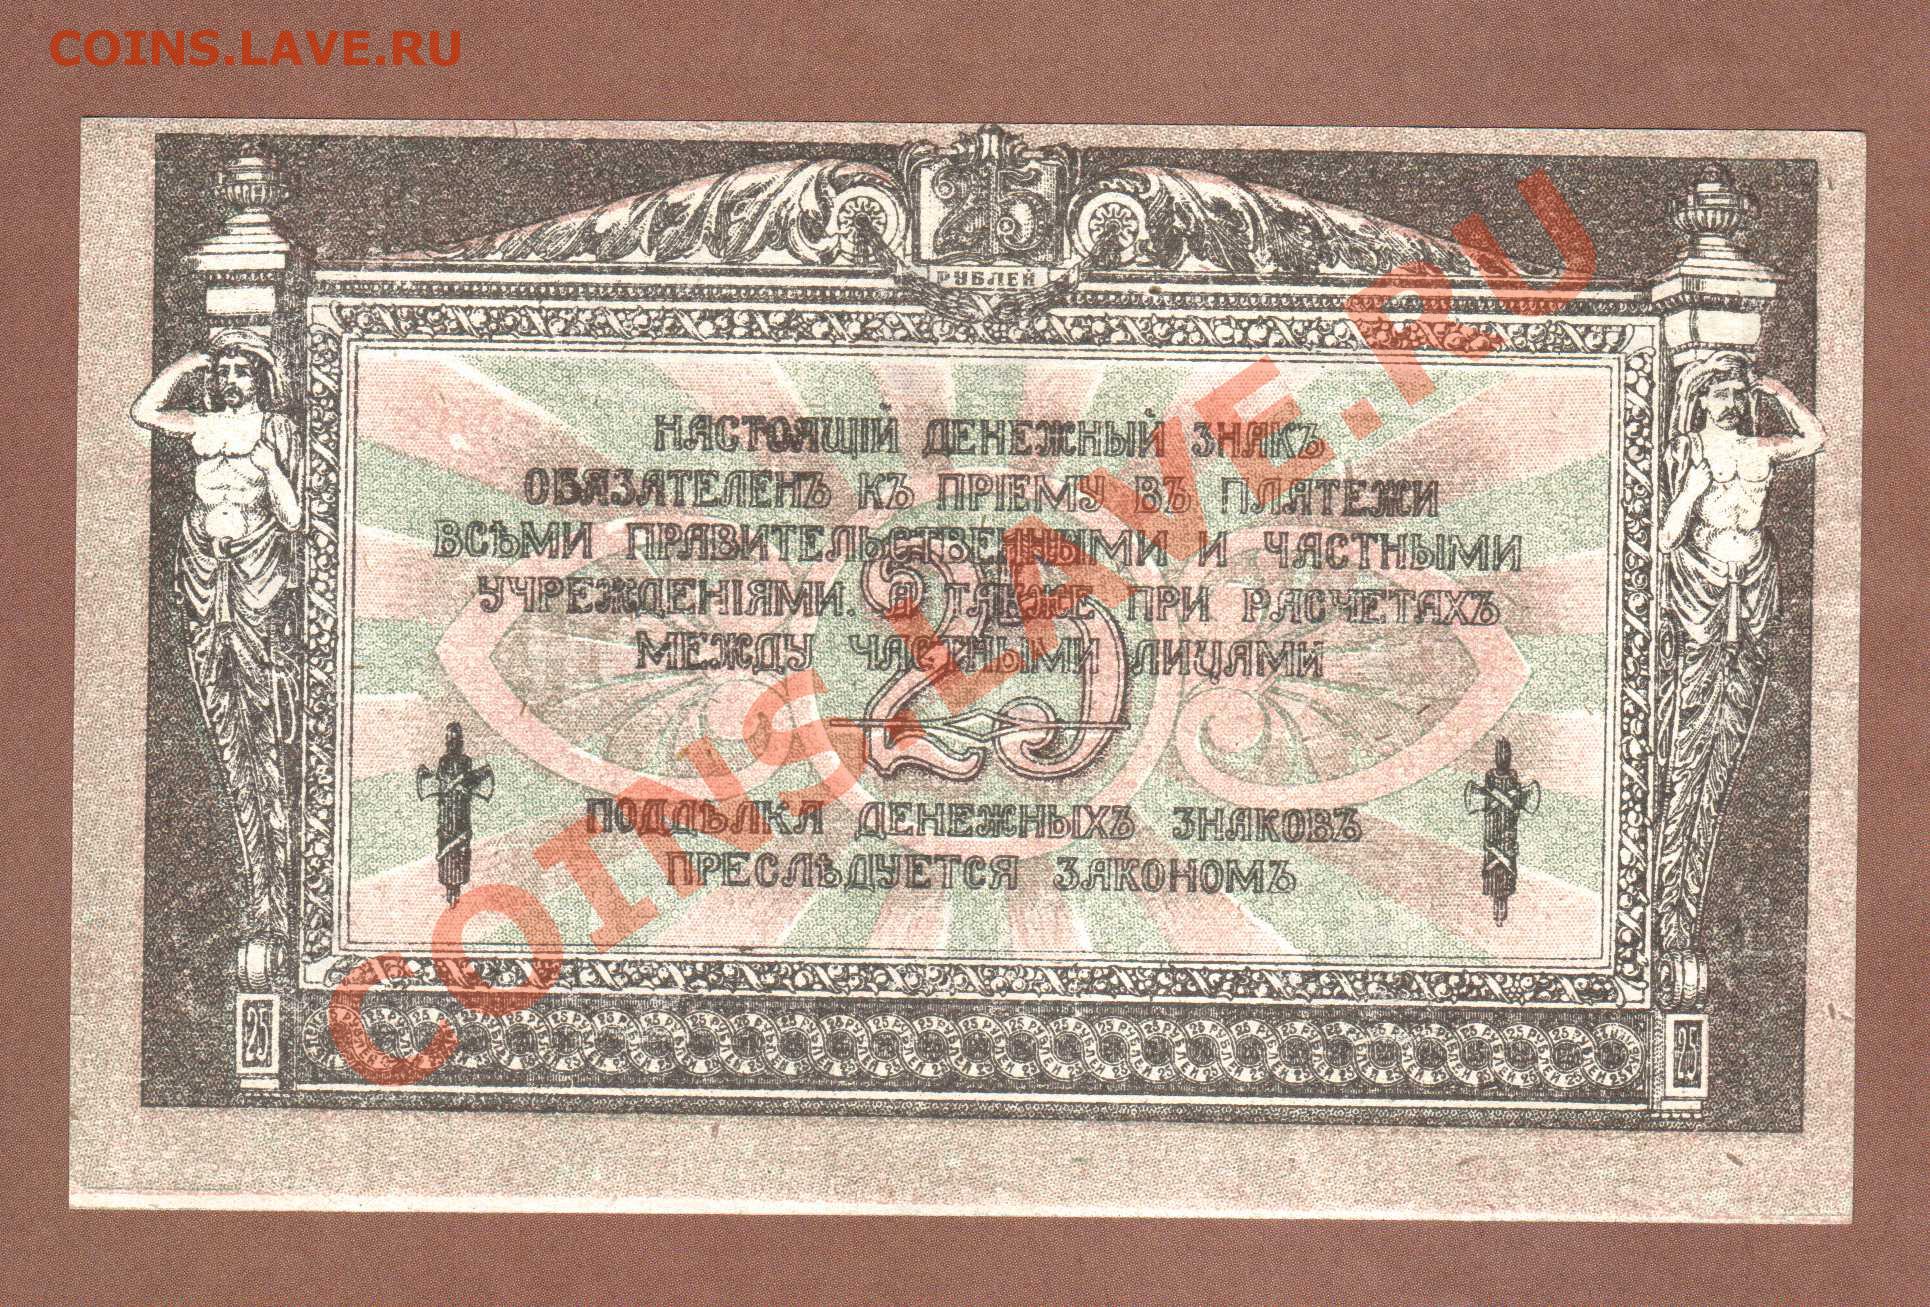 COINS.LAVE.RU
25
РУБЛЕЙ
НАСТОЯЩІЙ ДЕНЕЖНЫЙ ЗНАКЪ
ОБЯЗАТЕЛЕНЪ КЪ ПРІЕМУ ВЪ ПЛАТЕЖИ
ВСѢМИ ПРАВИТЕЛЬСТВЕННЫМИ И ЧАСТНЫМИ
УЧРЕЖДЕНІЯМИ. А ТАКЖЕ ПРИ РАСЧЕТАХЪ
МЕЖДУ ЧАСТНЫМИ ЛИЦАМИ
25
ПОДДѢЛКА ДЕНЕЖНЫХЪ ЗНАКОВЪ
ПРЕСЛѢДУЕТСЯ ЗАКОНОМЪ
25 25
COINS.LAVE.RU